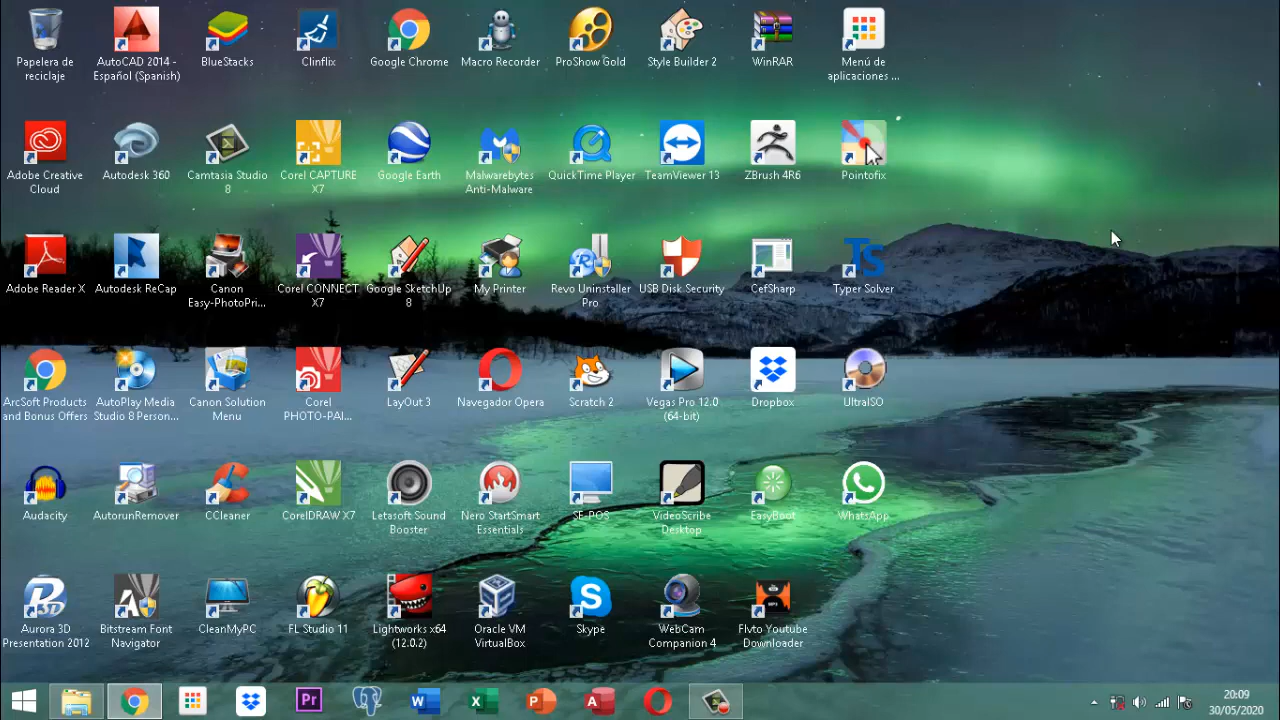 Papelera de
reciclaje
AutoCAD 2014 -
Español (Spanish)
BlueStacks
Clinflix
Google Chrome
Macro Recorder
ProShow Gold
Style Builder 2
WinRAR
Menú de
aplicaciones ...
Adobe Creative
Cloud
Autodesk 360
Camtasia Studio
8
Corel CAPTURE
X7
Google Earth
Malwarebytes
Anti-Malware
QuickTime Player
TeamViewer 13
ZBrush 4R6
Pointofix
Adobe Reader X
Autodesk ReCap
Canon
Easy-PhotoPri...
Corel CONNECT
X7
Google SketchUp
8
My Printer
Revo Uninstaller
Pro
USB Disk Security
CefSharp
Ts
Typer Solver
ArcSoft Products
and Bonus Offers
AutoPlay Media
Studio 8 Person...
Canon Solution
Menu
Corel
PHOTO-PAI...
LayOut 3
Navegador Opera
Scratch 2
Vegas Pro 12.0
(64-bit)
Dropbox
UltraISO
Audacity
AutorunRemover
CCleaner
CorelDRAW X7
Letasoft Sound
Booster
Nero StartSmart
Essentials
SE-POS
VideoScribe
Desktop
EasyBoot
WhatsApp
Aurora 3D
Presentation 2012
Bitstream Font
Navigator
CleanMyPC
FL Studio 11
Lightworks x64
(12.0.2)
Oracle VM
VirtualBox
Skype
WebCam
Companion 4
Flvto Youtube
Downloader
Pr
20:09
30/05/2020